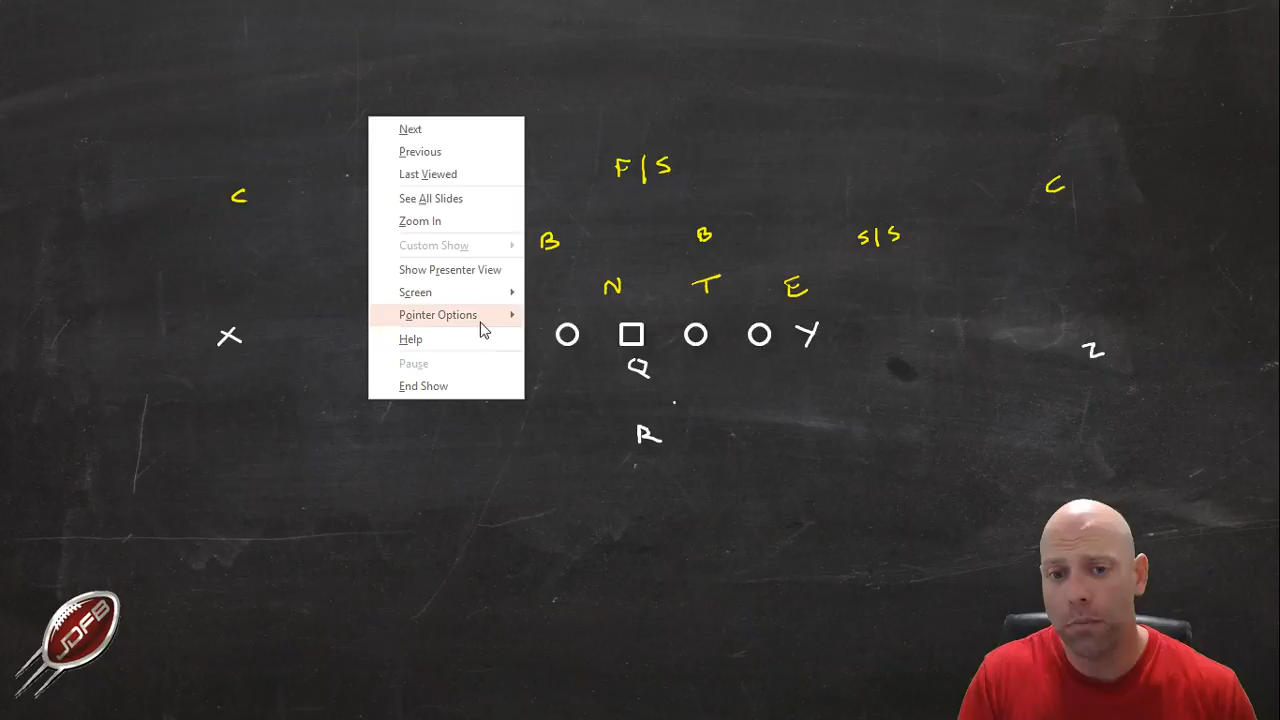 Next
Previous
Last Viewed
See All Slides
Zoom In
Custom Show
Show Presenter View
Screen
Pointer Options
Help
Pause
End Show
F|S
C
C
B
B
S|S
N
T
E
X
Y
Z
Q
R
JDFB